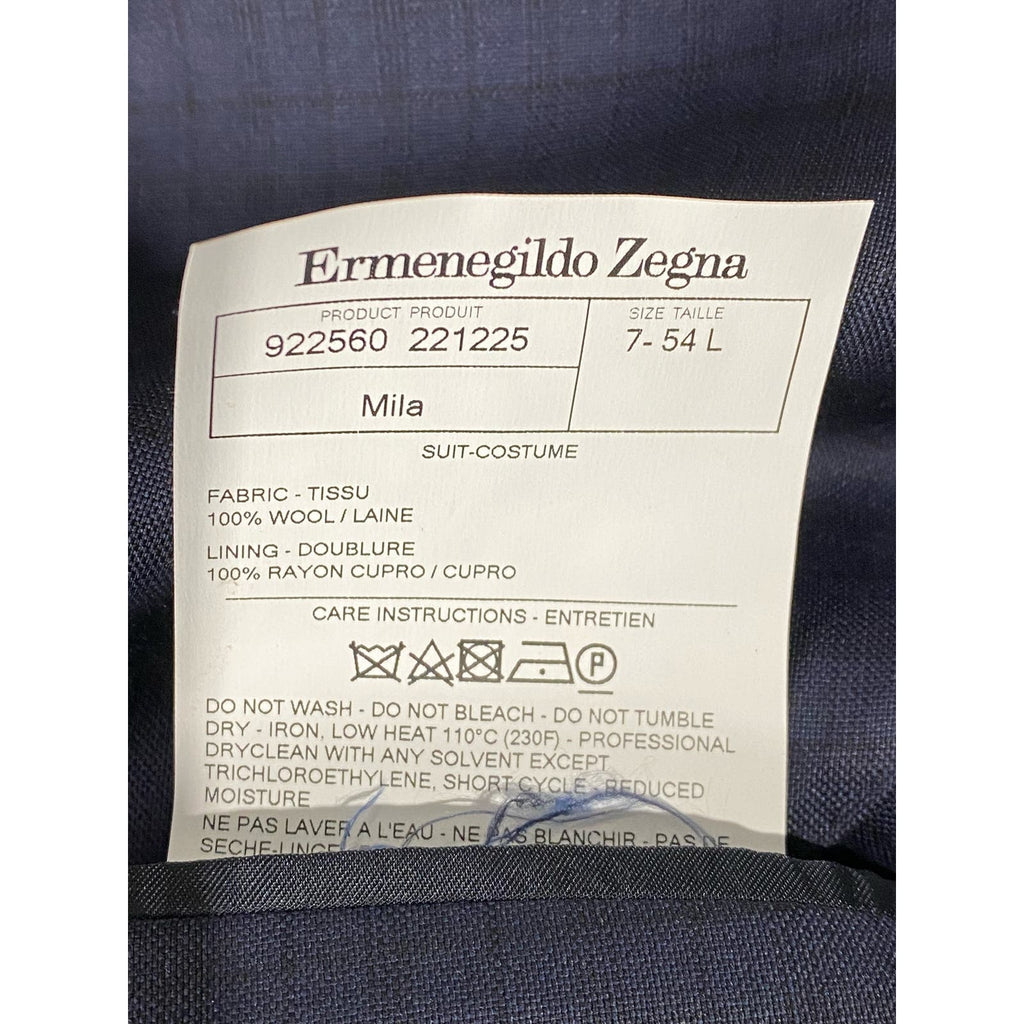 Ermenegildo Zegna
PRODUCT PRODUIT
922560 221225
SIZE TAILLE
7- 54 L
Mila
SUIT-COSTUME
FABRIC - TISSU
100% WOOL / LAINE
LINING - DOUBLURE
100% RAYON CUPRO / CUPRO
CARE INSTRUCTIONS - ENTRETIEN
P
DO NOT WASH - DO NOT BLEACH - DO NOT TUMBLE
DRY - IRON, LOW HEAT 110°C (230F) - PROFESSIONAL
DRYCLEAN WITH ANY SOLVENT EXCEPT
TRICHLOROETHYLENE, SHORT CYCLE - REDUCED
MOISTURE
NE PAS LAVER A L'EAU - NE PAS BLANCHIR - PAS DE
SECHE-LINGE